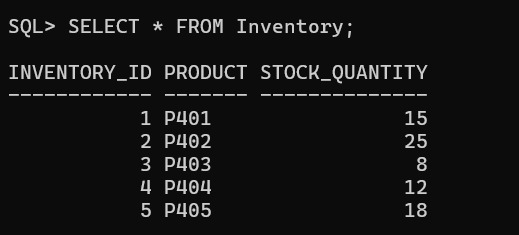 SQL> SELECT * FROM Inventory;
INVENTORY_ID PRODUCT STOCK_QUANTITY
------------ ------- --------------
1 P401 15
2 P402 25
3 P403 8
4 P404 12
5 P405 18